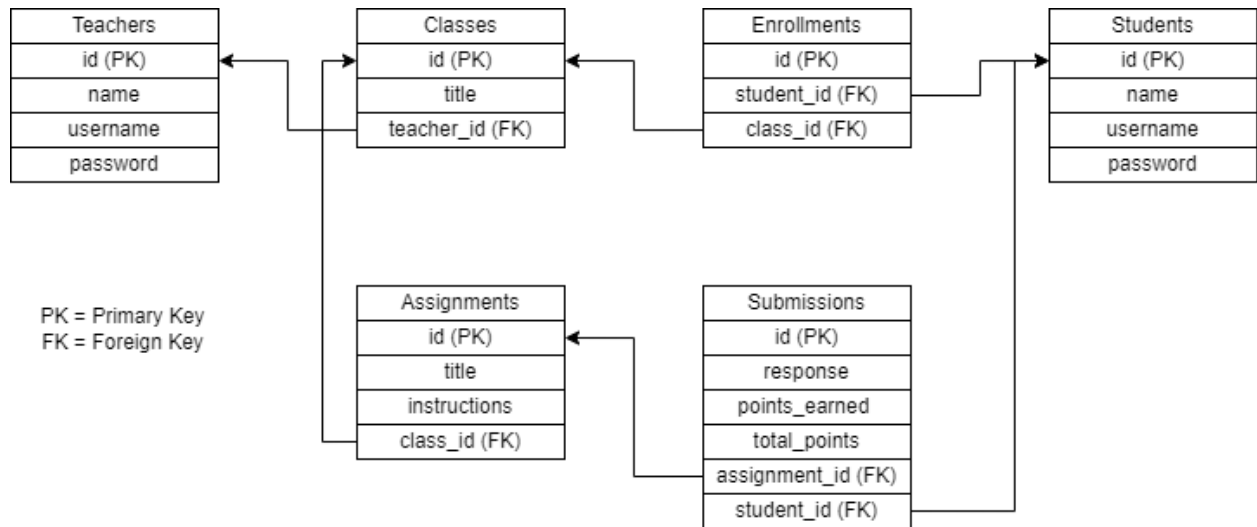 Teachers
id (PK)
name
username
password
Classes
id (PK)
title
teacher_id (FK)
Enrollments
id (PK)
student_id (FK)
class_id (FK)
Students
id (PK)
name
username
password
PK = Primary Key
FK = Foreign Key
Assignments
id (PK)
title
instructions
class_id (FK)
Submissions
id (PK)
response
points_earned
total_points
assignment_id (FK)
student_id (FK)